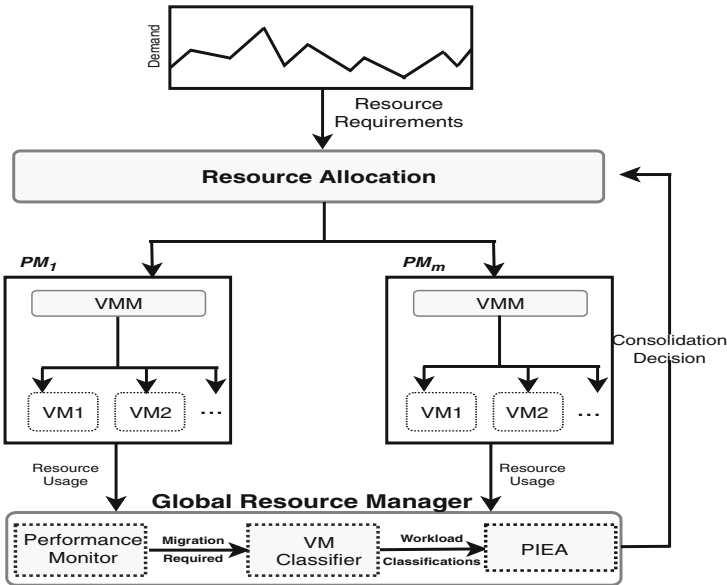 Demand
Resource
Requirements
Resource Allocation
PM1
PMm
VMM
VMM
Consolidation
Decision
VM1
VM2
...
VM1
VM2
...
Resource
Usage
Resource
Usage
Global Resource Manager
Performance
Monitor
Migration
Required
VM
Classifier
Workload
Classifications
PIEA